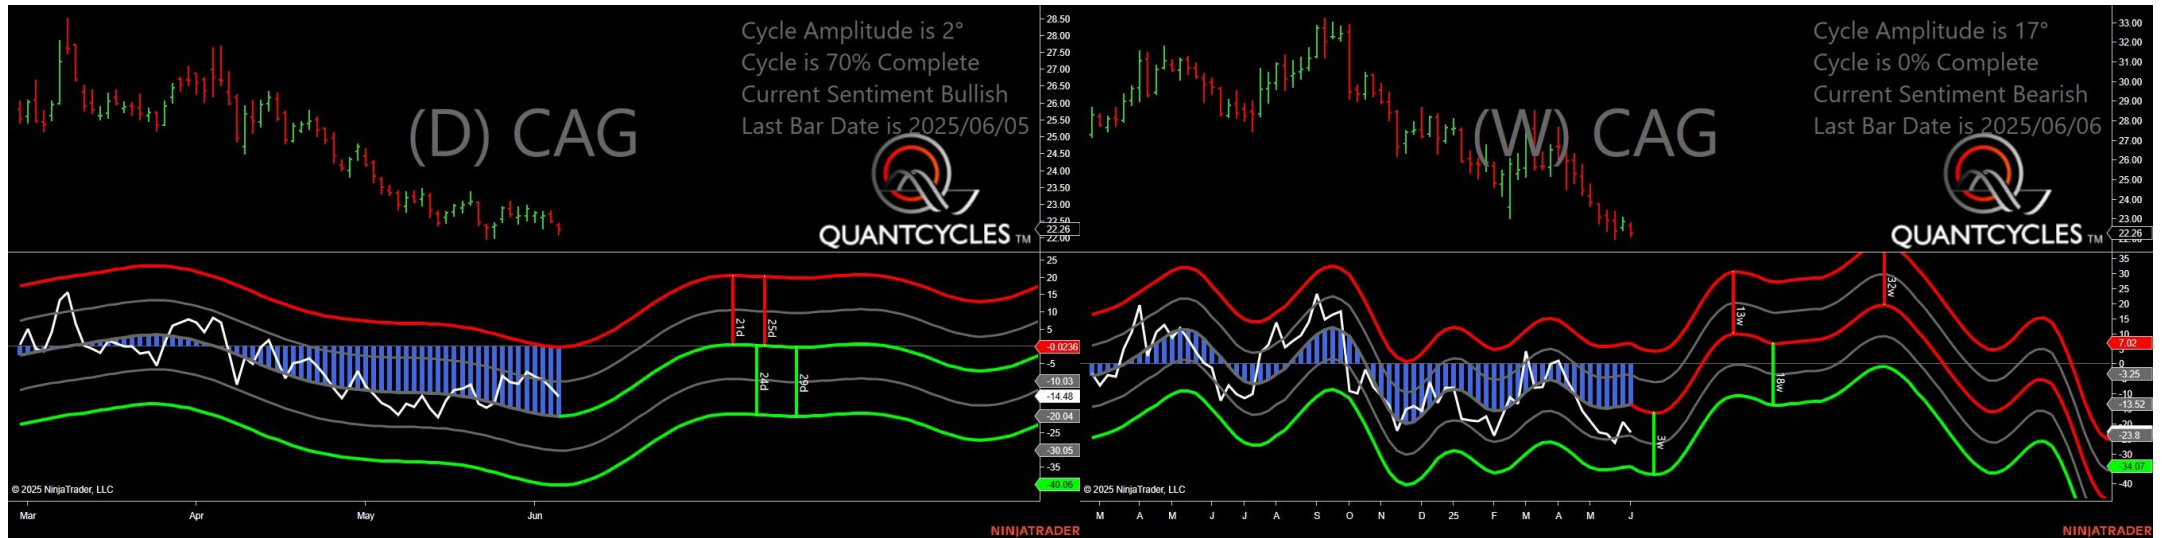 Cycle Amplitude is 2°
Cycle is 70% Complete
Current Sentiment Bullish
Last Bar Date is 2025/06/05
(D) CAG
QUANTCYCLES TM
28.50
28.00
27.50
27.00
26.50
26.00
25.50
25.00
24.50
24.00
23.50
23.00
22.50
22.26
22.00
25
20
15
10
5
-0.0236
-5
-10.03
-14.48
-20.04
-25
-30.05
-35
-40.06
21d
25d
24d
29d
© 2025 NinjaTrader, LLC
Mar
Apr
May
Jun
NINJATRADER
Cycle Amplitude is 17°
Cycle is 0% Complete
Current Sentiment Bearish
Last Bar Date is 2025/06/06
(W) CAG
QUANTCYCLES TM
33.00
32.00
31.00
30.00
29.00
28.00
27.00
26.00
25.00
24.00
23.00
22.26
35
30
25
20
15
10
7.02
0
-3.25
-10
-13.52
-23.8
-30
-34.07
-40
13w
32w
18w
3w
© 2025 NinjaTrader, LLC
M
A
M
J
J
A
S
O
N
D
25
F
M
A
M
J
NINJATRADER